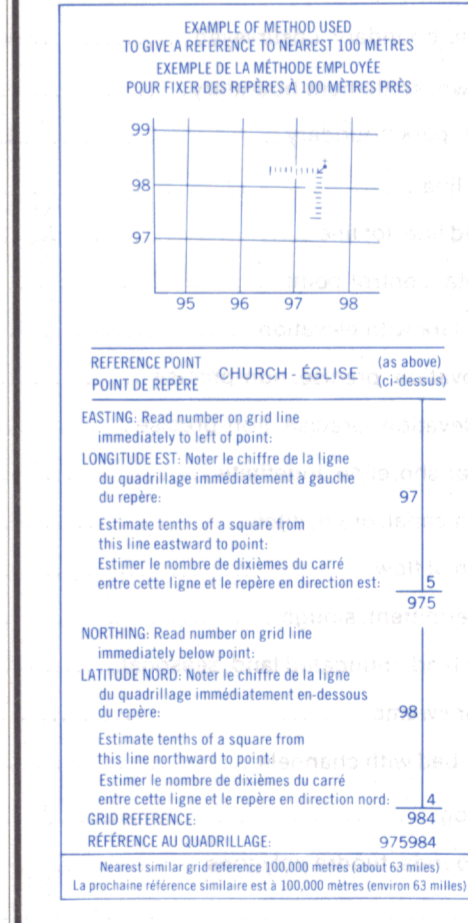 EXAMPLE OF METHOD USED
TO GIVE A REFERENCE TO NEAREST 100 METRES
EXEMPLE DE LA MÉTHODE EMPLOYÉE
POUR FIXER DES REPÈRES À 100 MÈTRES PRÈS
99
98
97
95 96 97 98
REFERENCE POINT
POINT DE REPÈRE
CHURCH - ÉGLISE
(as above)
(ci-dessus)
EASTING: Read number on grid line
immediately to left of point:
LONGITUDE EST: Noter le chiffre de la ligne
du quadrillage immédiatement à gauche
du repère: 97
Estimate tenths of a square from
this line eastward to point:
Estimer le nombre de dixièmes du carré
entre cette ligne et le repère en direction est: 5
975
NORTHING: Read number on grid line
immediately below point:
LATITUDE NORD: Noter le chiffre de la ligne
du quadrillage immédiatement en-dessous
du repère: 98
Estimate tenths of a square from
this line northward to point:
Estimer le nombre de dixièmes du carré
entre cette ligne et le repère en direction nord: 4
GRID REFERENCE: 984
RÉFÉRENCE AU QUADRILLAGE: 975984
Nearest similar grid reference 100,000 metres (about 63 miles)
La prochaine référence similaire est à 100,000 mètres (environ 63 milles)